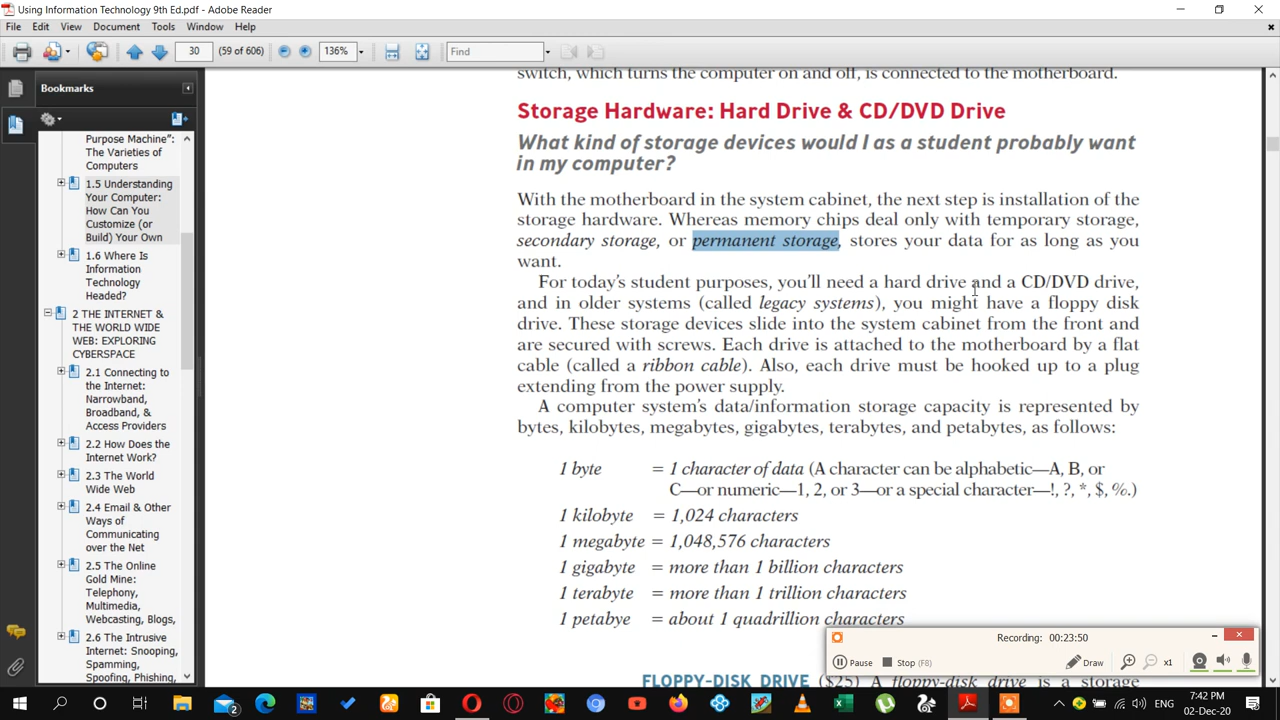 Using Information Technology 9th Ed.pdf - Adobe Reader
File Edit View Document Tools Window Help
30 (59 of 606) 136% Find
Bookmarks
Purpose Machine": The Varieties of Computers
1.5 Understanding Your Computer: How Can You Customize (or Build) Your Own
1.6 Where Is Information Technology Headed?
2 THE INTERNET & THE WORLD WIDE WEB: EXPLORING CYBERSPACE
2.1 Connecting to the Internet: Narrowband, Broadband, & Access Providers
2.2 How Does the Internet Work?
2.3 The World Wide Web
2.4 Email & Other Ways of Communicating over the Net
2.5 The Online Gold Mine: Telephony, Multimedia, Webcasting, Blogs,
2.6 The Intrusive Internet: Snooping, Spamming, Spoofing, Phishing,
switch, which turns the computer on and off, is connected to the motherboard.
Storage Hardware: Hard Drive & CD/DVD Drive
What kind of storage devices would I as a student probably want
in my computer?
With the motherboard in the system cabinet, the next step is installation of the
storage hardware. Whereas memory chips deal only with temporary storage,
secondary storage, or permanent storage, stores your data for as long as you
want.
For today's student purposes, you'll need a hard drive and a CD/DVD drive,
and in older systems (called legacy systems), you might have a floppy disk
drive. These storage devices slide into the system cabinet from the front and
are secured with screws. Each drive is attached to the motherboard by a flat
cable (called a ribbon cable). Also, each drive must be hooked up to a plug
extending from the power supply.
A computer system's data/information storage capacity is represented by
bytes, kilobytes, megabytes, gigabytes, terabytes, and petabytes, as follows:
1 byte = 1 character of data (A character can be alphabetic—A, B, or
C—or numeric—1, 2, or 3—or a special character—!, ?, *, $, %.)
1 kilobyte = 1,024 characters
1 megabyte = 1,048,576 characters
1 gigabyte = more than 1 billion characters
1 terabyte = more than 1 trillion characters
1 petabye = about 1 quadrillion characters
FLOPPY-DISK DRIVE ($25) A floppy-disk drive is a storage
Recording: 00:23:50
Pause Stop (F8) Draw x1
2 ENG 7:42 PM
02-Dec-20